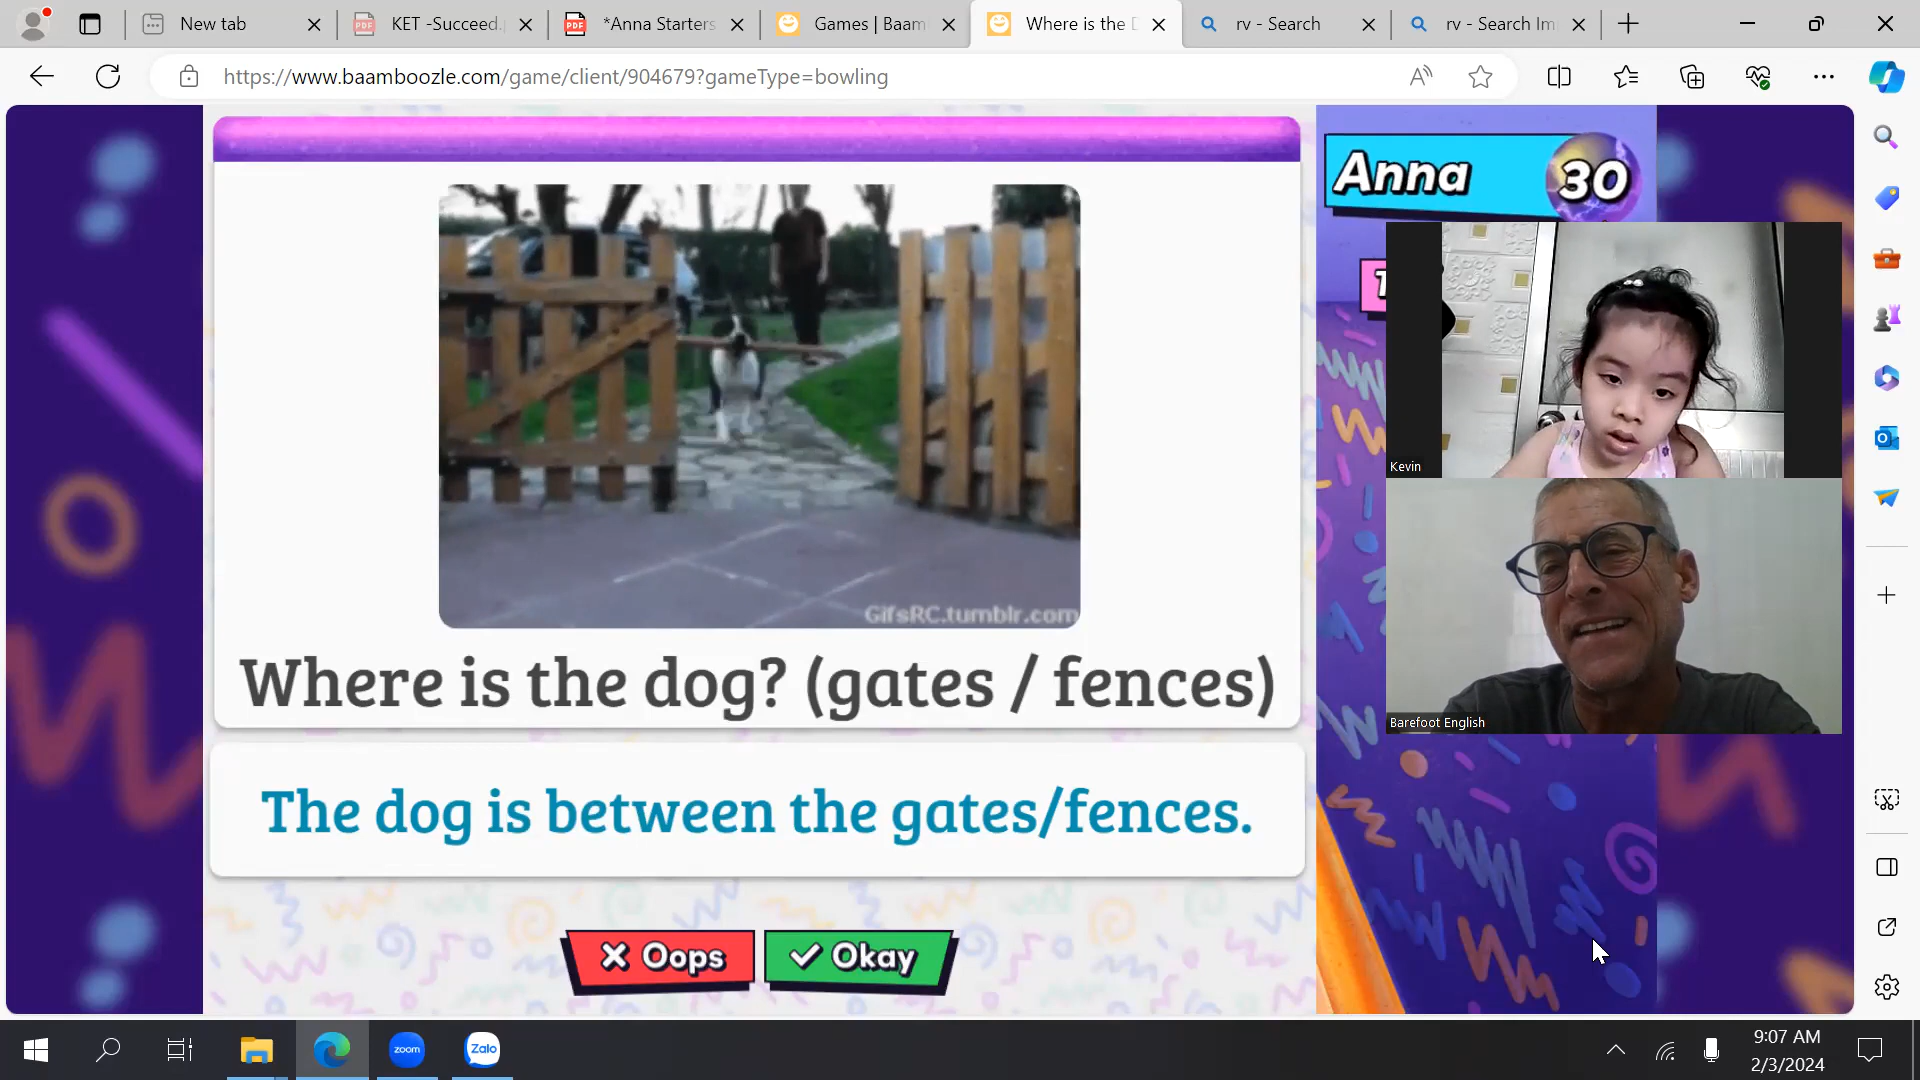 New tab
KET -Succeed.
*Anna Starters
Games | Baam
Where is the D
rv - Search
rv - Search Im
https://www.baamboozle.com/game/client/904679?gameType=bowling
Anna 30
GifsRC.tumblr.com
Where is the dog? (gates / fences)
The dog is between the gates/fences.
Oops
Okay
Kevin
Barefoot English
zoom
Zalo
9:07 AM
2/3/2024